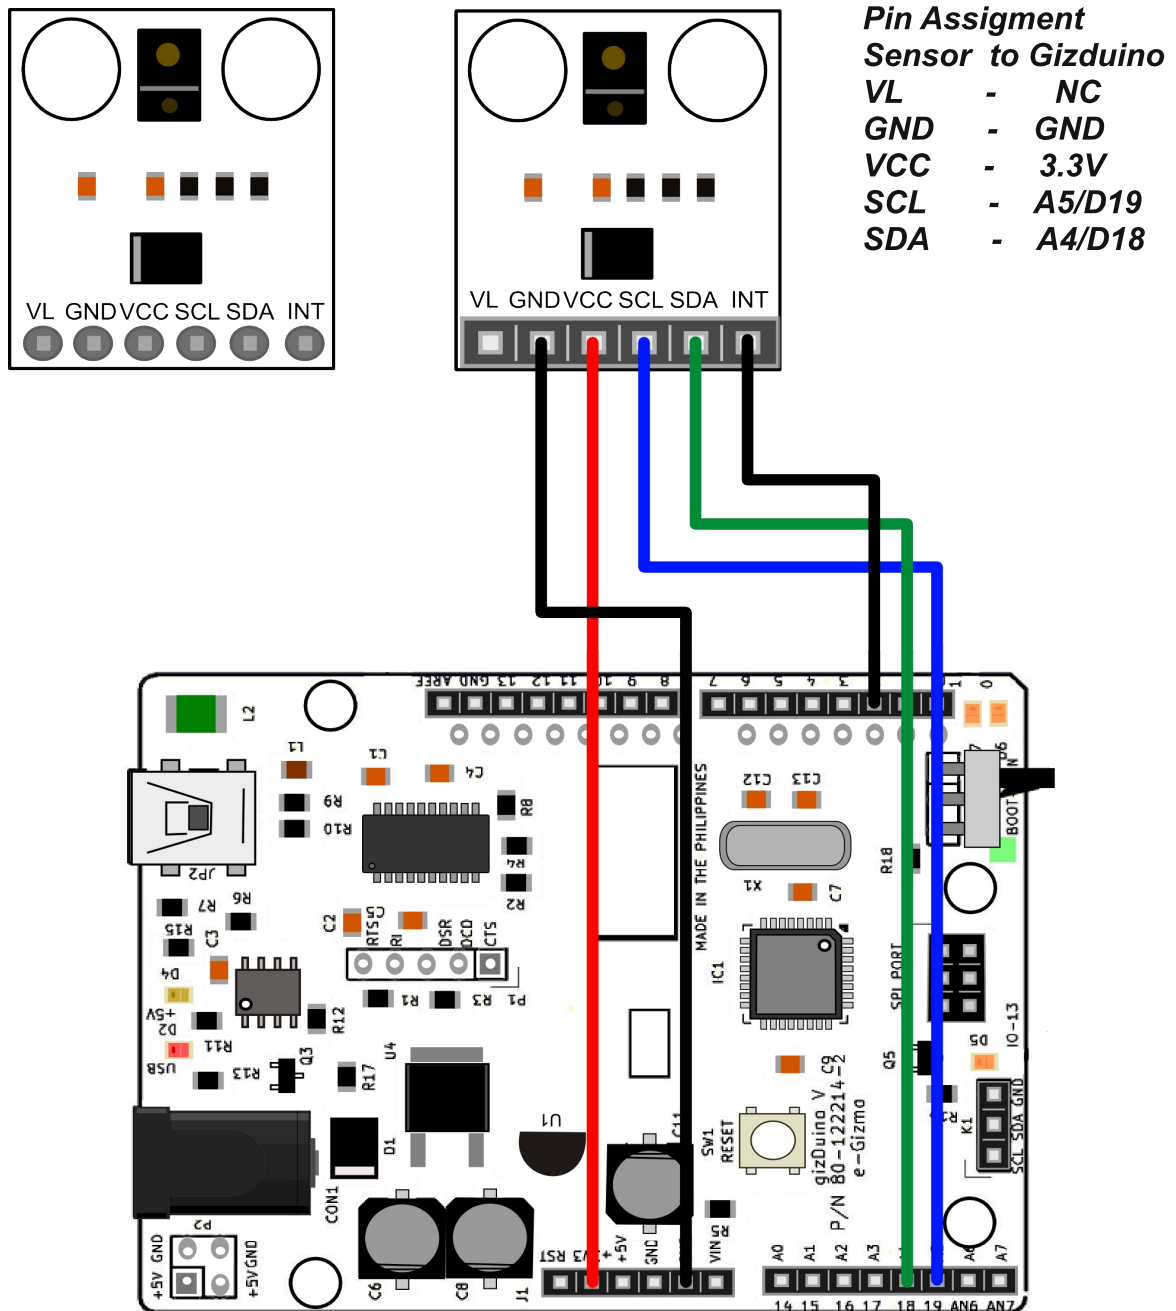 Pin Assigment
Sensor to Gizduino
VL - NC
GND - GND
VCC - 3.3V
SCL - A5/D19
SDA - A4/D18
VL GND VCC SCL SDA INT
VL GND VCC SCL SDA INT
AREF GND 13 12 11 10 9 8
7 6 5 4 3 1 0
L2
L1
C1
C4
R9
R10
R8
R4
R2
JP2
R7
R6
R15
C3
C2
C5
RTS
RI
DSR
DCD
CTS
P1
R1
R3
D4
+5V
D2
R11
USB
R13
R12
Q3
R17
U4
U1
D1
CON1
P2
+5V GND
+5V GND
C6
C8
J1
C11
MADE IN THE PHILIPPINES
C12
C13
X1
C7
R18
D6
BOOT
IC1
SPI PORT
IO-13
D5
Q5
C9
K1
SCL SDA GND
SW1
RESET
R5
gizDuino V
P/N 80-122214-2
e-Gizmo
RST
+5V
GND
VIN
A0 A1 A2 A3 A7
14 15 16 17 18 19 AN6 AN7